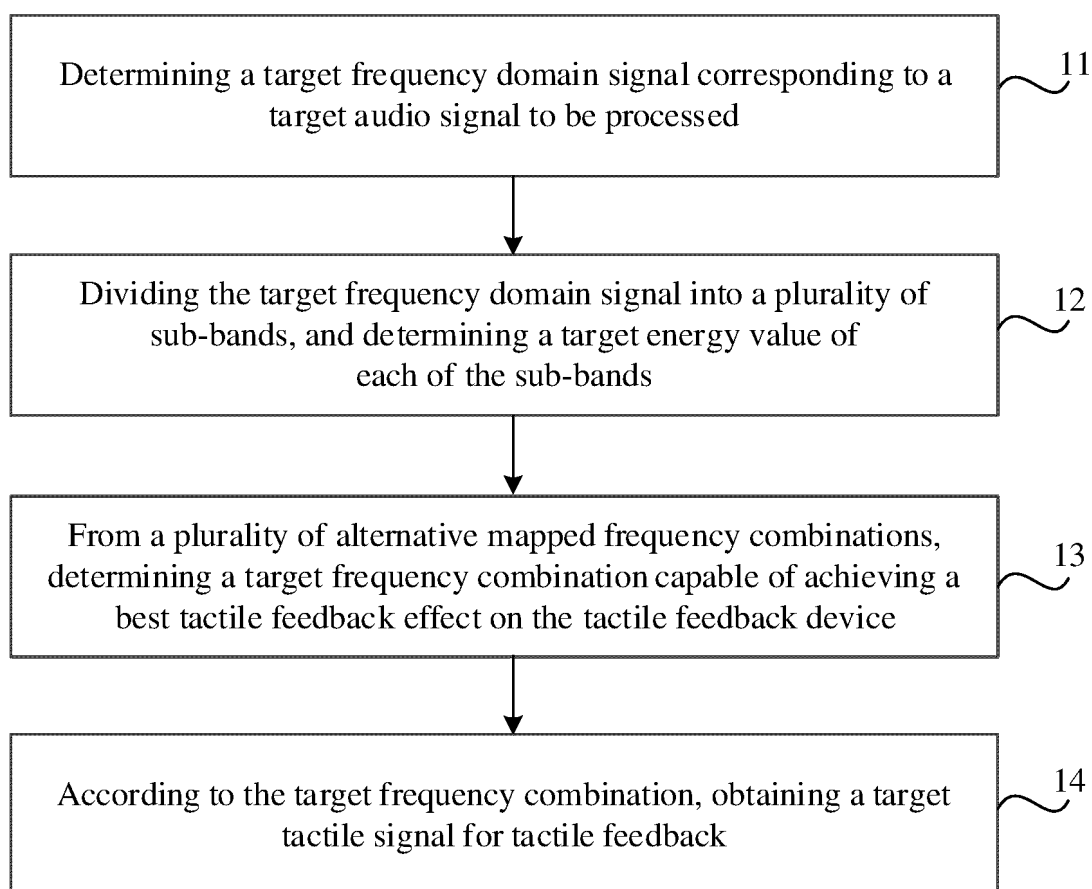 Determining a target frequency domain signal corresponding to a
target audio signal to be processed
11
Dividing the target frequency domain signal into a plurality of
sub-bands, and determining a target energy value of
each of the sub-bands
12
From a plurality of alternative mapped frequency combinations,
determining a target frequency combination capable of achieving a
best tactile feedback effect on the tactile feedback device
13
According to the target frequency combination, obtaining a target
tactile signal for tactile feedback
14